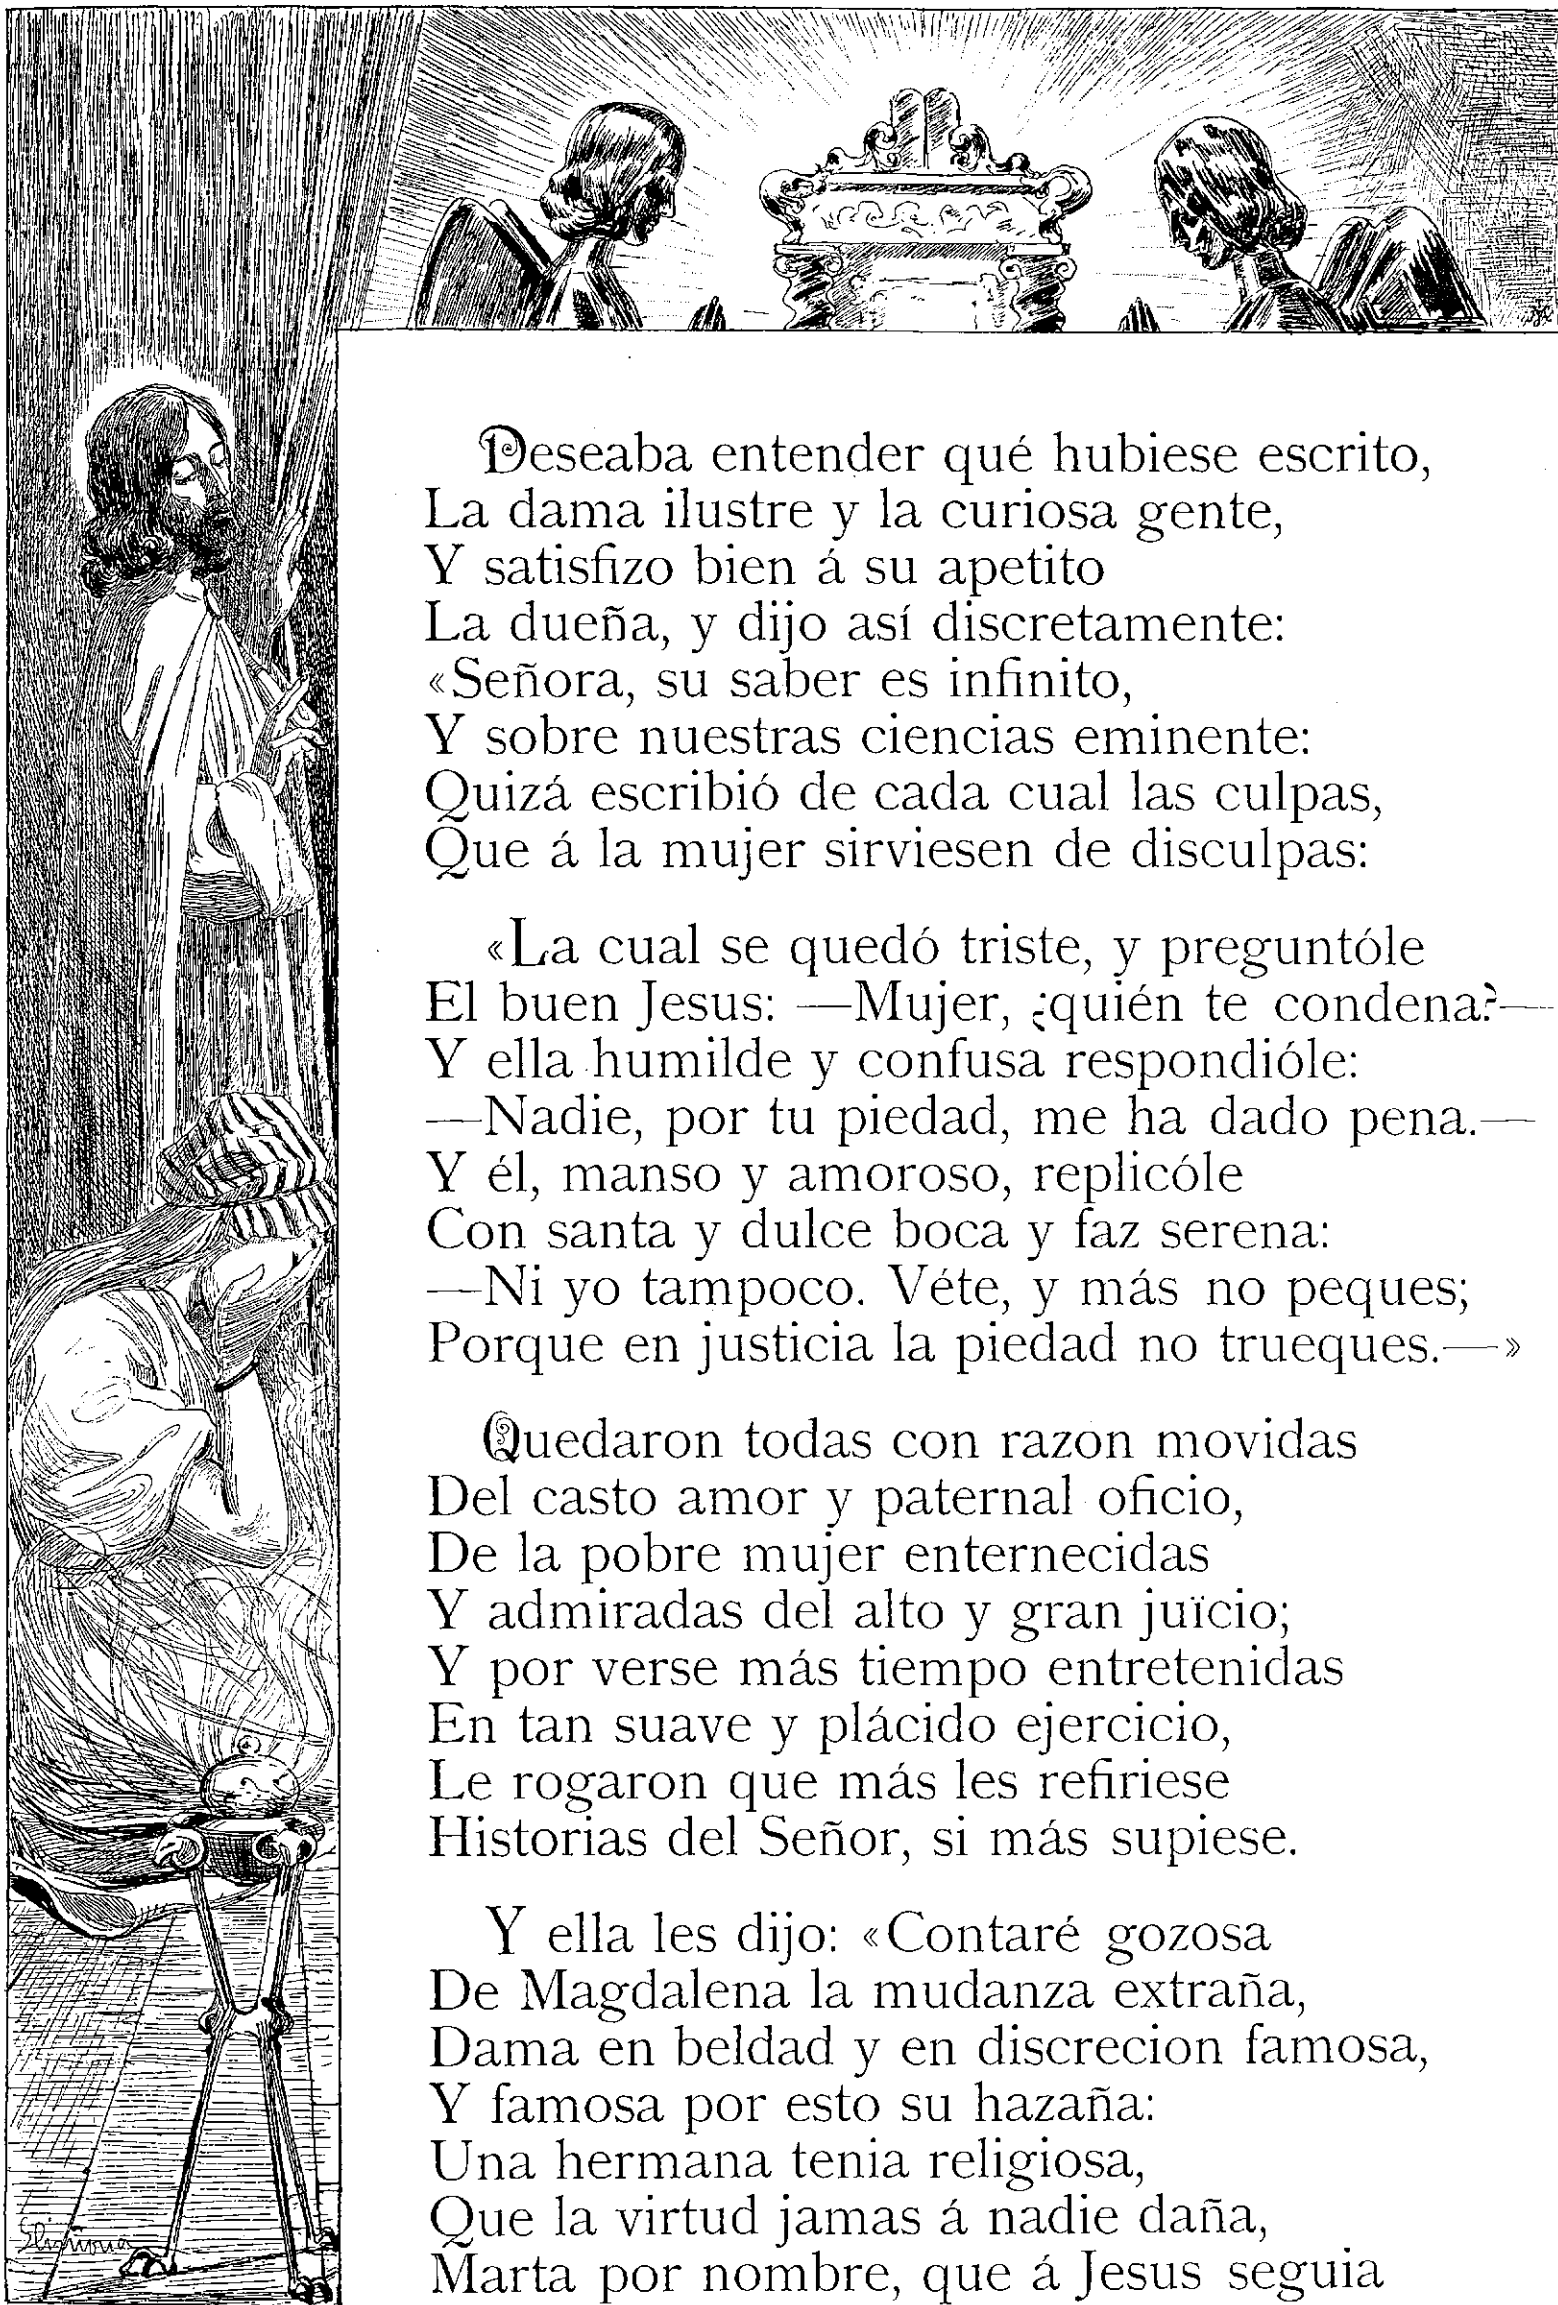 Deseaba entender qué hubiese escrito,
La dama ilustre y la curiosa gente,
Y satisfizo bien á su apetito
La dueña, y dijo así discretamente:
«Señora, su saber es infinito,
Y sobre nuestras ciencias eminente:
Quizá escribió de cada cual las culpas,
Que á la mujer sirviesen de disculpas:
«La cual se quedó triste, y preguntóle
El buen Jesus: —Mujer, ¿quién te condena?—
Y ella humilde y confusa respondióle:
—Nadie, por tu piedad, me ha dado pena.—
Y él, manso y amoroso, replicóle
Con santa y dulce boca y faz serena:
—Ni yo tampoco. Véte, y más no peques;
Porque en justicia la piedad no trueques.—»
Quedaron todas con razon movidas
Del casto amor y paternal oficio,
De la pobre mujer enternecidas
Y admiradas del alto y gran juïcio;
Y por verse más tiempo entretenidas
En tan suave y plácido ejercicio,
Le rogaron que más les refiriese
Historias del Señor, si más supiese.
Y ella les dijo: «Contaré gozosa
De Magdalena la mudanza extraña,
Dama en beldad y en discrecion famosa,
Y famosa por esto su hazaña:
Una hermana tenia religiosa,
Que la virtud jamas á nadie daña,
Marta por nombre, que á Jesus seguia